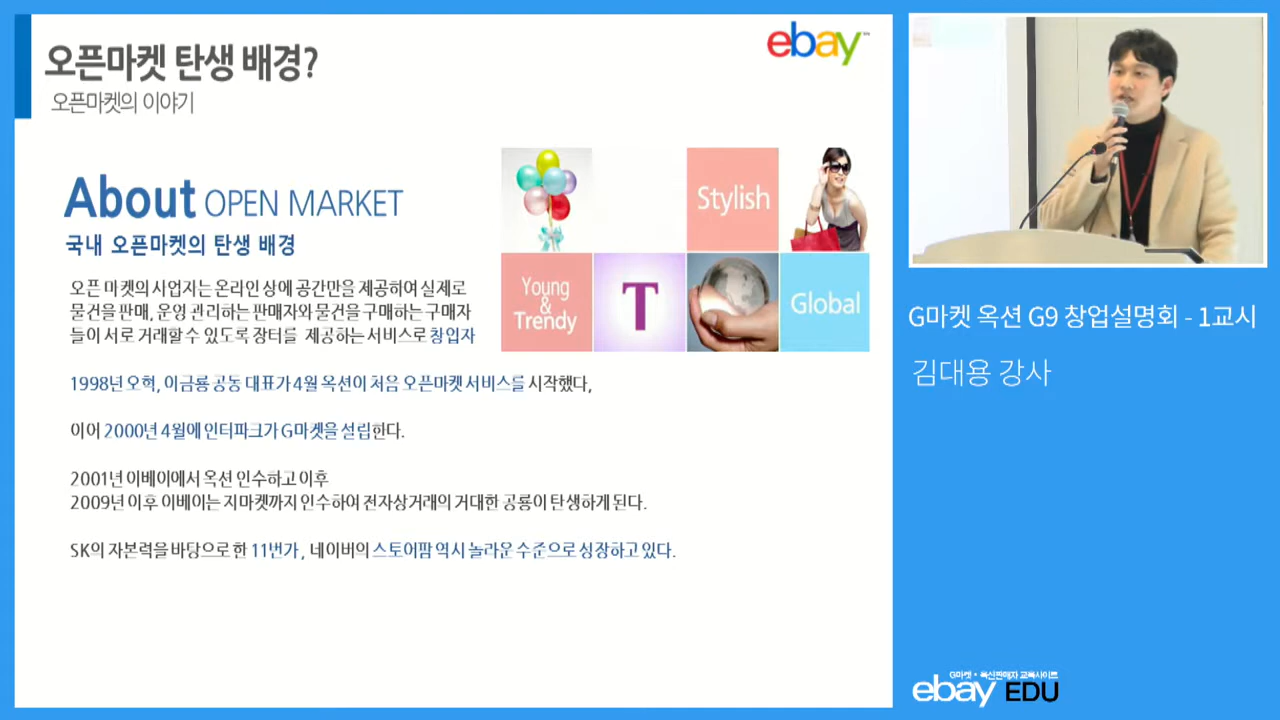 오픈마켓 탄생 배경?
오픈마켓의 이야기
ebay™
About OPEN MARKET
국내 오픈마켓의 탄생 배경
오픈 마켓의 사업지는 온라인 상에 공간만을 제공하여 실제로
물건을 판매, 운영 관리하는 판매자와 물건을 구매하는 구매자
들이 서로 거래할 수 있도록 장터를 제공하는 서비스로 창업자
1998년 오혁, 이금룡 공동 대표가 4월 옥션이 처음 오픈마켓 서비스를 시작했다,
이어 2000년 4월에 인터파크가 G마켓을 설립한다.
2001년 이베이에서 옥션 인수하고 이후
2009년 이후 이베이는 지마켓까지 인수하여 전자상거래의 거대한 공룡이 탄생하게 된다.
SK의 자본력을 바탕으로 한 11번가, 네이버의 스토어팜 역시 놀라운 수준으로 성장하고 있다.
Stylish
Young
&
Trendy
T
Global
G마켓 옥션 G9 창업설명회 - 1교시
김대용 강사
G마켓 • 옥션판매자 교육사이트
ebay EDU